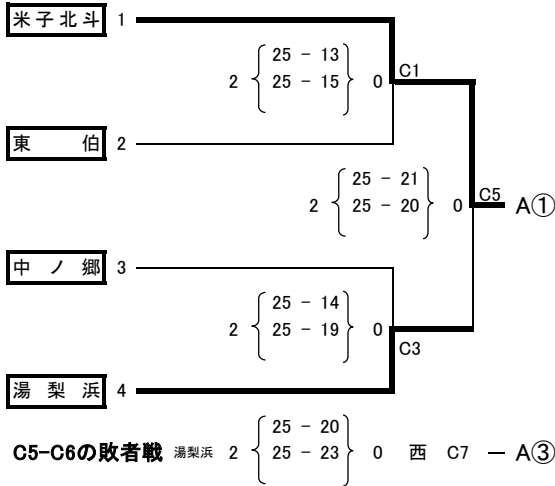 米子北斗 1
25 - 13
2 25 - 15 0 C1
東 伯 2
25 - 21
2 25 - 20 0 C5 A①
中ノ郷 3
25 - 14
2 25 - 19 0
C3
湯梨浜 4
25 - 20
C5-C6の敗者戦 湯梨浜 2 25 - 23 0 西 C7 — A③